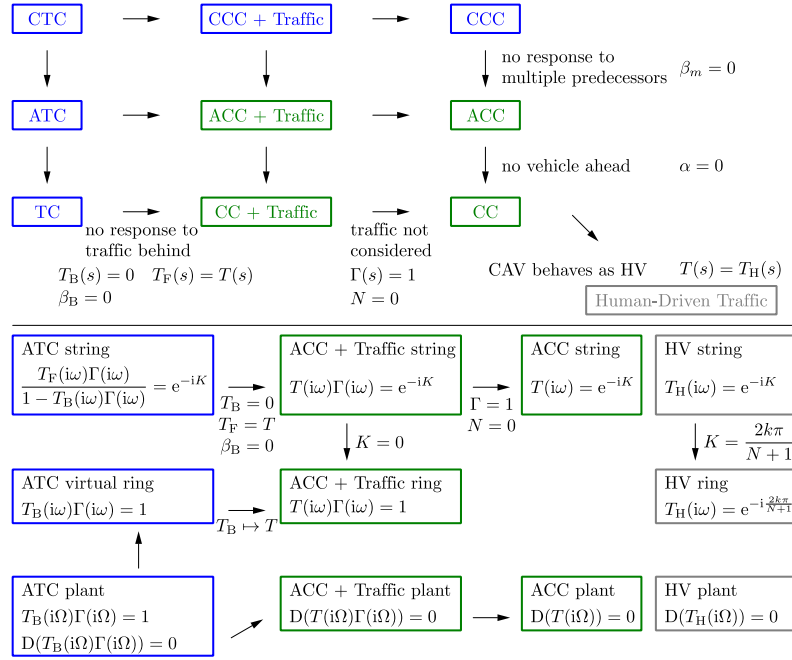 CTC
CCC + Traffic
CCC
no response to
multiple predecessors
β_m = 0
ATC
ACC + Traffic
ACC
no vehicle ahead
α = 0
TC
CC + Traffic
CC
no response to
traffic behind
T_B(s) = 0 T_F(s) = T(s)
β_B = 0
traffic not
considered
Γ(s) = 1
N = 0
CAV behaves as HV
T(s) = T_H(s)
Human-Driven Traffic
ATC string
T_F(iω)Γ(iω) / (1 − T_B(iω)Γ(iω)) = e^{−iK}
T_B = 0
T_F = T
β_B = 0
ACC + Traffic string
T(iω)Γ(iω) = e^{−iK}
Γ = 1
N = 0
ACC string
T(iω) = e^{−iK}
HV string
T_H(iω) = e^{−iK}
K = 0
K = 2kπ / (N + 1)
ATC virtual ring
T_B(iω)Γ(iω) = 1
T_B ↦ T
ACC + Traffic ring
T(iω)Γ(iω) = 1
HV ring
T_H(iω) = e^{−i 2kπ/(N+1)}
ATC plant
T_B(iΩ)Γ(iΩ) = 1
D(T_B(iΩ)Γ(iΩ)) = 0
ACC + Traffic plant
D(T(iΩ)Γ(iΩ)) = 0
ACC plant
D(T(iΩ)) = 0
HV plant
D(T_H(iΩ)) = 0